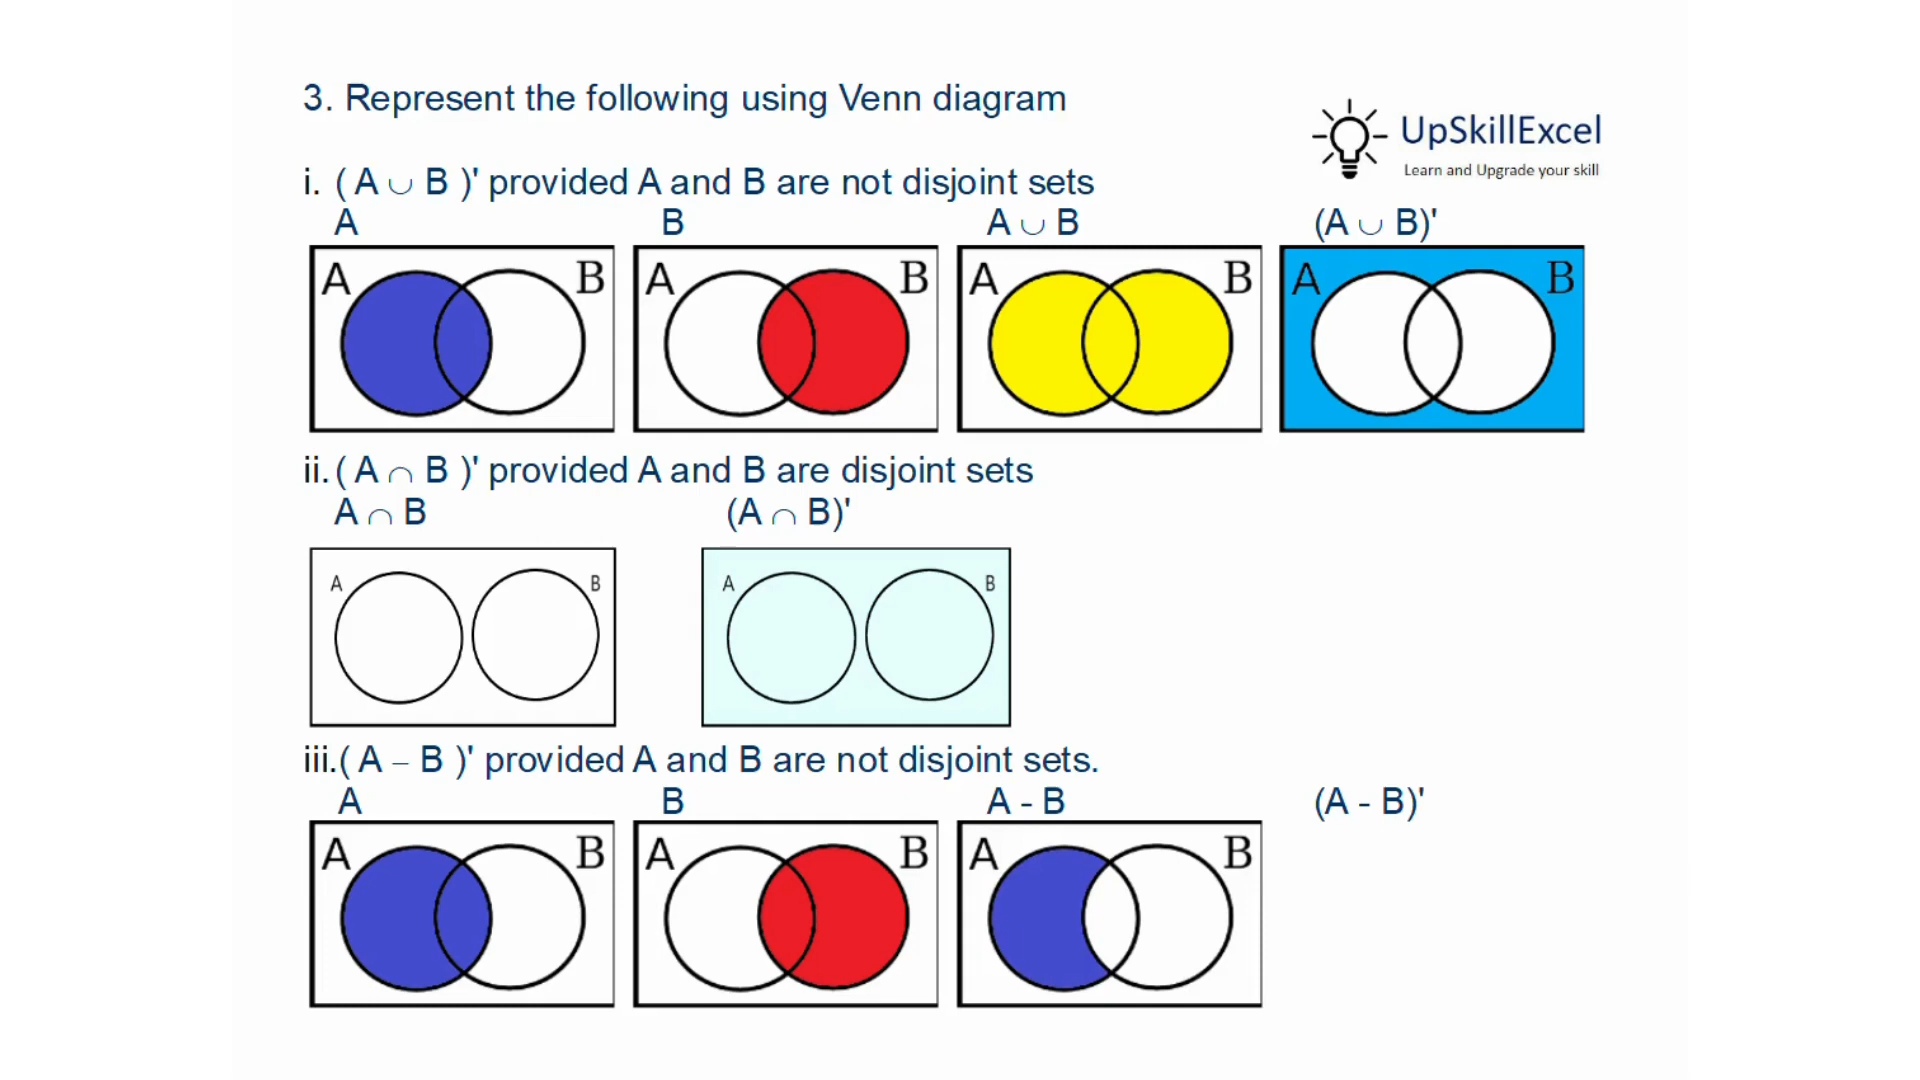 3. Represent the following using Venn diagram
UpSkillExcel
Learn and Upgrade your skill
i. ( A ∪ B )' provided A and B are not disjoint sets
A B A ∪ B (A ∪ B)'
A B A B A B A B
ii. ( A ∩ B )' provided A and B are disjoint sets
A ∩ B (A ∩ B)'
A B A B
iii.( A – B )' provided A and B are not disjoint sets.
A B A - B (A - B)'
A B A B A B